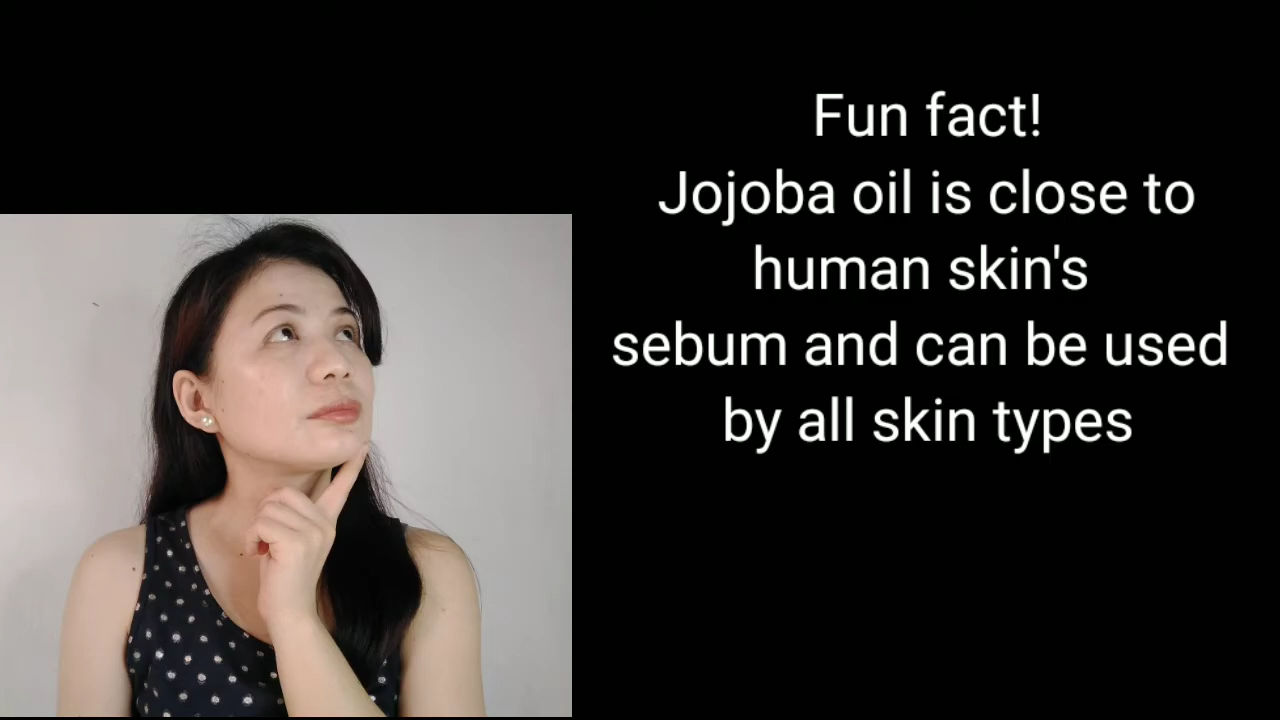 Fun fact!
Jojoba oil is close to
human skin's
sebum and can be used
by all skin types